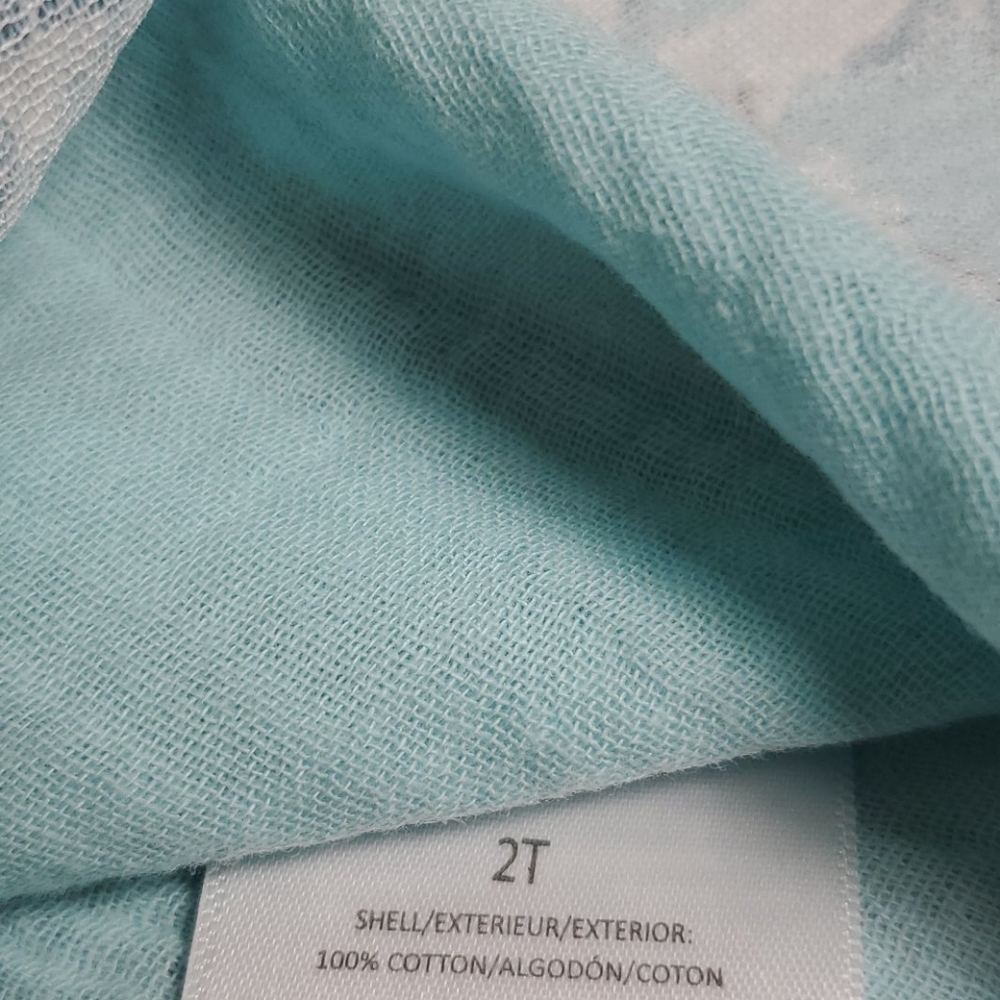 2T
SHELL/EXTERIEUR/EXTERIOR:
100% COTTON/ALGODÓN/COTON